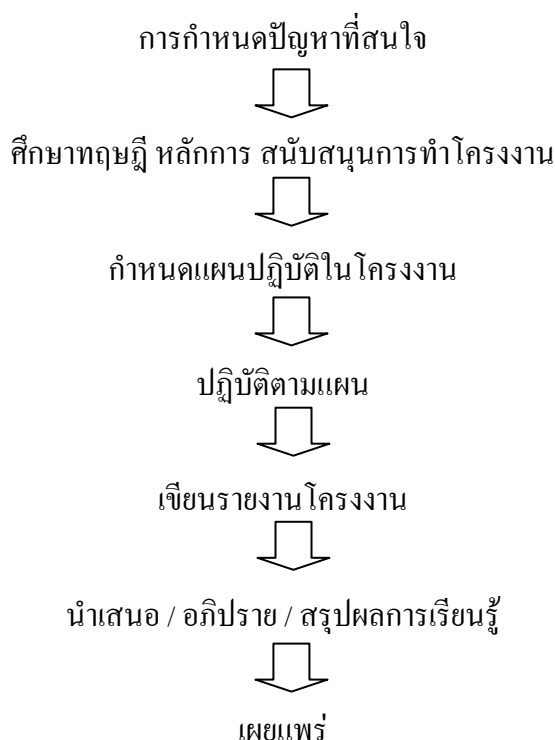 การกำหนดปัญหาที่สนใจ
ศึกษาทฤษฎี หลักการ สนับสนุนการทำโครงงาน
กำหนดแผนปฏิบัติในโครงงาน
ปฏิบัติตามแผน
เขียนรายงานโครงงาน
นำเสนอ / อภิปราย / สรุปผลการเรียนรู้
เผยแพร่